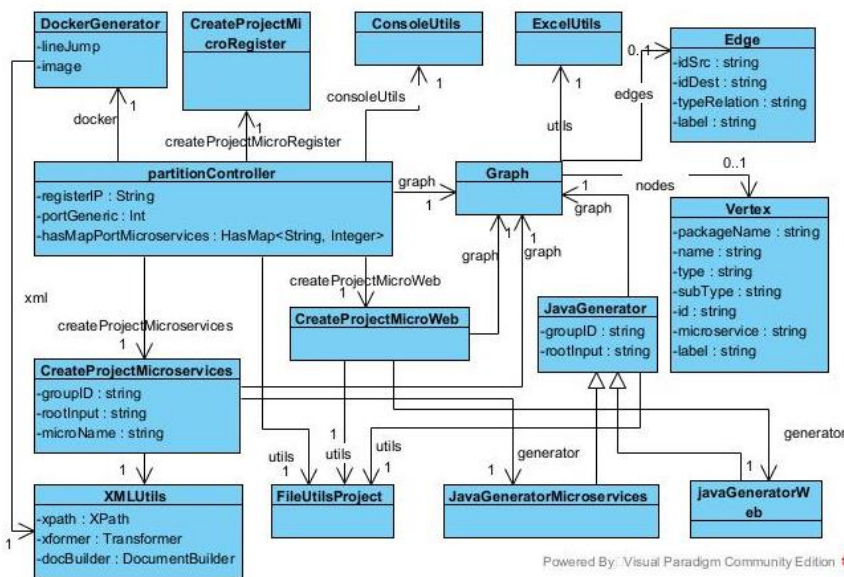 DockerGenerator
-lineJump
-image
CreateProjectMi
croRegister
ConsoleUtils
ExcelUtils
Edge
-idSrc : string
-idDest : string
-typeRelation : string
-label : string
0..1
1
docker
1
createProjectMicroRegister
1
consoleUtils
1
utils
edges
partitionController
-registerIP : String
-portGeneric : Int
-hasMapPortMicroservices : HasMap<String, Integer>
graph
1
Graph
1
graph
nodes
0..1
Vertex
-packageName : string
-name : string
-type : string
-subType : string
-id : string
-microservice : string
-label : string
xml
createProjectMicroservices
1
createProjectMicroWeb
1
graph
1
1
graph
CreateProjectMicroWeb
JavaGenerator
-groupID : string
-rootInput : string
CreateProjectMicroservices
-groupID : string
-rootInput : string
-microName : string
1
utils
1
1
utils
utils
1
generator
1
generator
1
1
XMLUtils
-xpath : XPath
-xformer : Transformer
-docBuilder : DocumentBuilder
FileUtilsProject
JavaGeneratorMicroservices
javaGeneratorW
eb
Powered By Visual Paradigm Community Edition